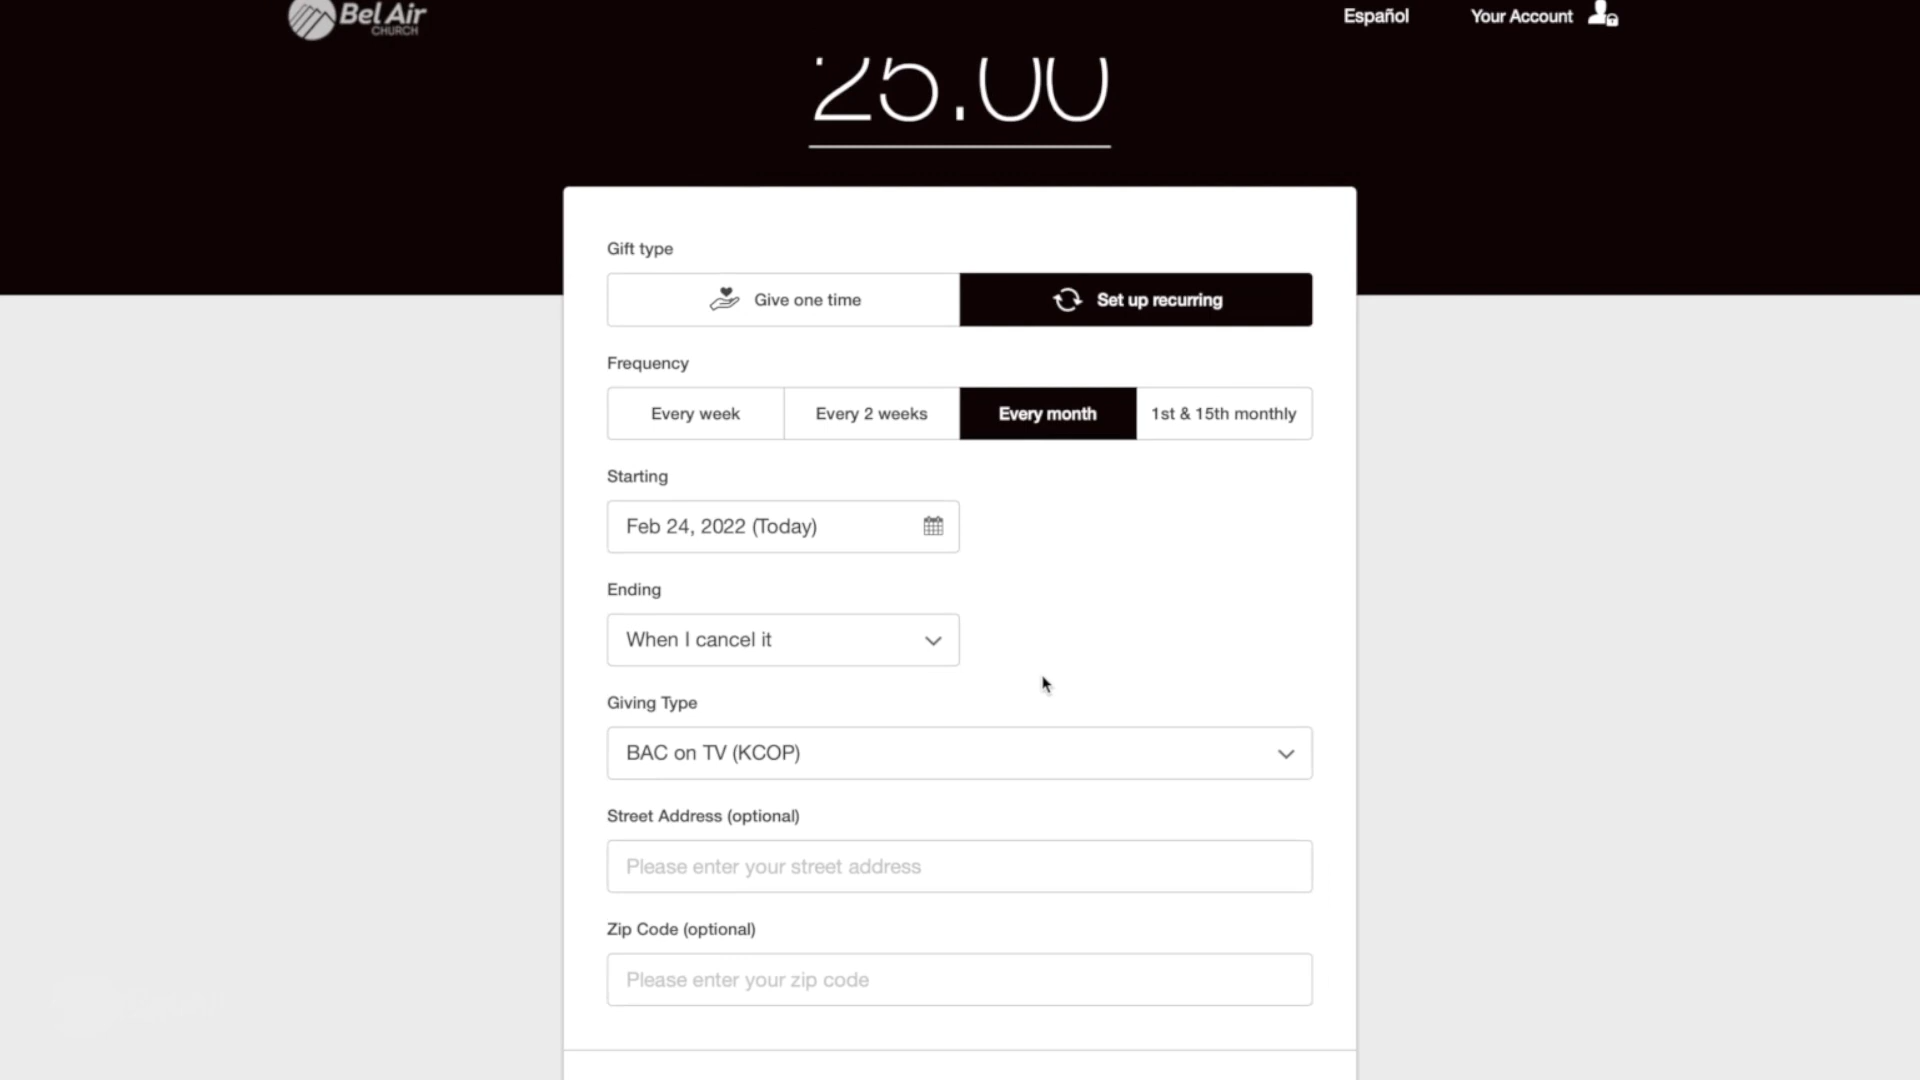 Bel Air
CHURCH
Español
Your Account
25.00
Gift type
Give one time
Set up recurring
Frequency
Every week
Every 2 weeks
Every month
1st & 15th monthly
Starting
Feb 24, 2022 (Today)
Ending
When I cancel it
Giving Type
BAC on TV (KCOP)
Street Address (optional)
Please enter your street address
Zip Code (optional)
Please enter your zip code